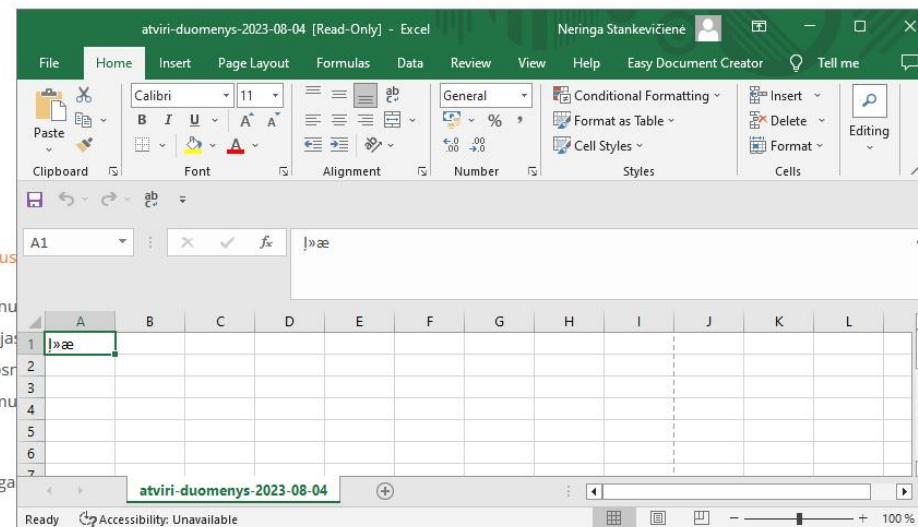 atviri-duomenys-2023-08-04 [Read-Only] - Excel
Neringa Stankevičienė
File Home Insert Page Layout Formulas Data Review View Help Easy Document Creator Tell me
Calibri 11
General
Conditional Formatting
Insert
Paste
B I U A A
% ,
Format as Table
Delete
Editing
Cell Styles
Format
Clipboard Font Alignment Number Styles Cells
A1
fx
Į»æ
A B C D E F G H I J K L
1 Į»æ
2
3
4
5
6
7
atviri-duomenys-2023-08-04
Ready Accessibility: Unavailable 100 %